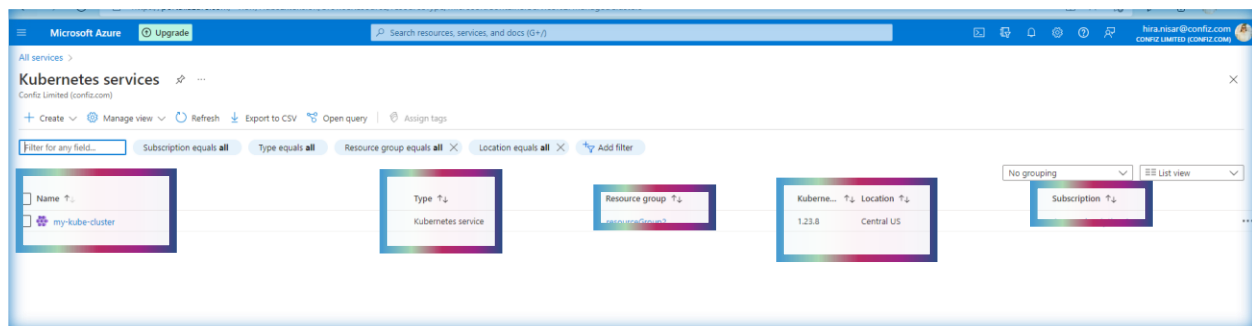 Microsoft Azure Upgrade Search resources, services, and docs (G+/) hira.nisar@confiz.com
CONFIZ LIMITED (CONFIZ.COM)
All services >
Kubernetes services ...
Confiz Limited (confiz.com)
+ Create Manage view Refresh Export to CSV Open query Assign tags
Filter for any field... Subscription equals all Type equals all Resource group equals all Location equals all Add filter
No grouping List view
Name Type Resource group Kuberne... Location Subscription
my-kube-cluster Kubernetes service 1.23.8 Central US